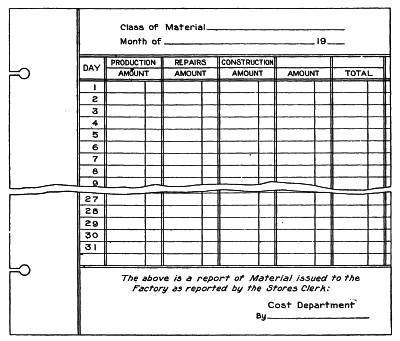 Class of Material
Month of 19
DAY PRODUCTION REPAIRS CONSTRUCTION
AMOUNT AMOUNT AMOUNT AMOUNT TOTAL
1
2
3
4
5
6
7
8
9
27
28
29
30
31
The above is a report of Material issued to the
Factory as reported by the Stores Clerk:
Cost Department
By